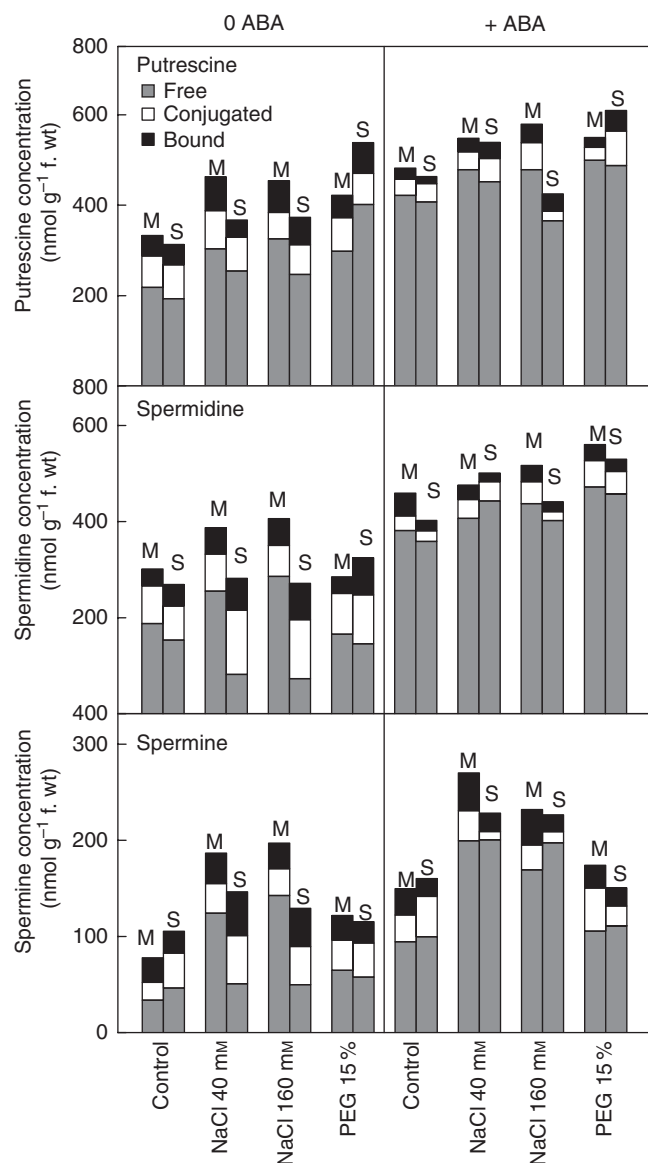 0 ABA
+ ABA
Putrescine concentration
(nmol g⁻¹ f. wt)
800
600
400
200
Putrescine
Free
Conjugated
Bound
M
S
M
S
M
S
M
S
M
S
M
S
M
S
M
S
Spermidine concentration
(nmol g⁻¹ f. wt)
800
600
400
200
Spermidine
M
S
M
S
M
S
M
S
M
S
M
S
M
S
M
S
Spermine concentration
(nmol g⁻¹ f. wt)
400
300
200
100
0
Spermine
M
S
M
S
M
S
M
S
M
S
M
S
M
S
M
S
Control
NaCl 40 mM
NaCl 160 mM
PEG 15 %
Control
NaCl 40 mM
NaCl 160 mM
PEG 15 %